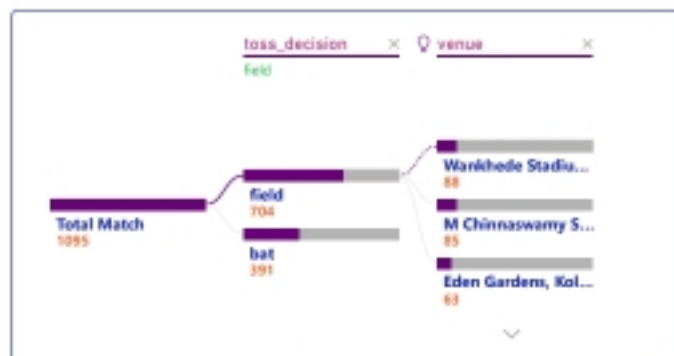 toss_decision
venue
field
Total Match
1095
field
704
bat
391
Wankhede Stadiu...
88
M Chinnaswamy S...
85
Eden Gardens, Kol...
63